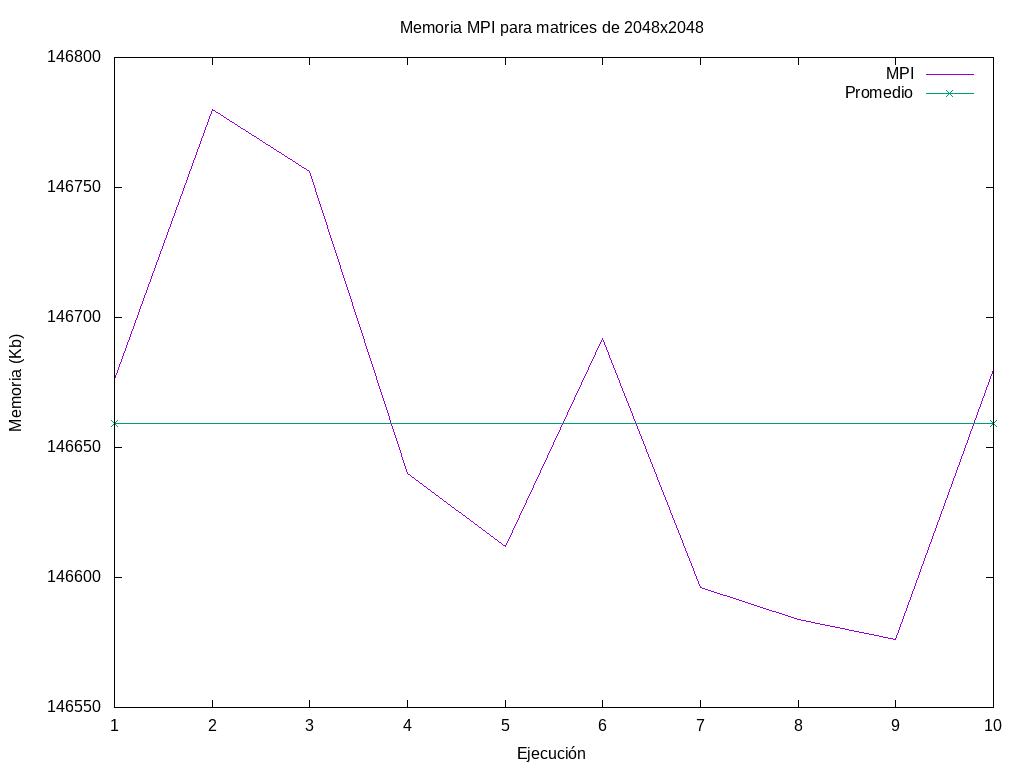 Memoria MPI para matrices de 2048x2048
146800
146750
146700
146650
146600
146550
Memoria (Kb)
MPI
Promedio
1 2 3 4 5 6 7 8 9 10
Ejecución